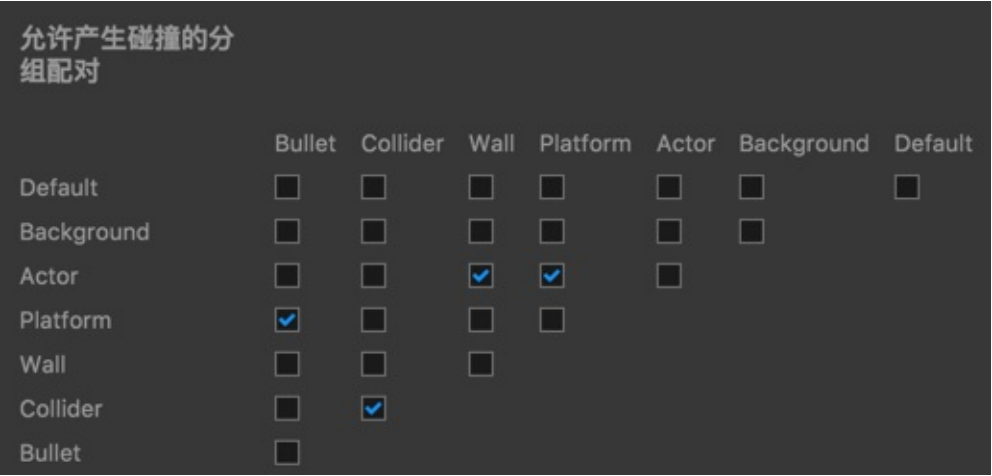 允许产生碰撞的分
组配对
Bullet Collider Wall Platform Actor Background Default
Default
Background
Actor
Platform
Wall
Collider
Bullet